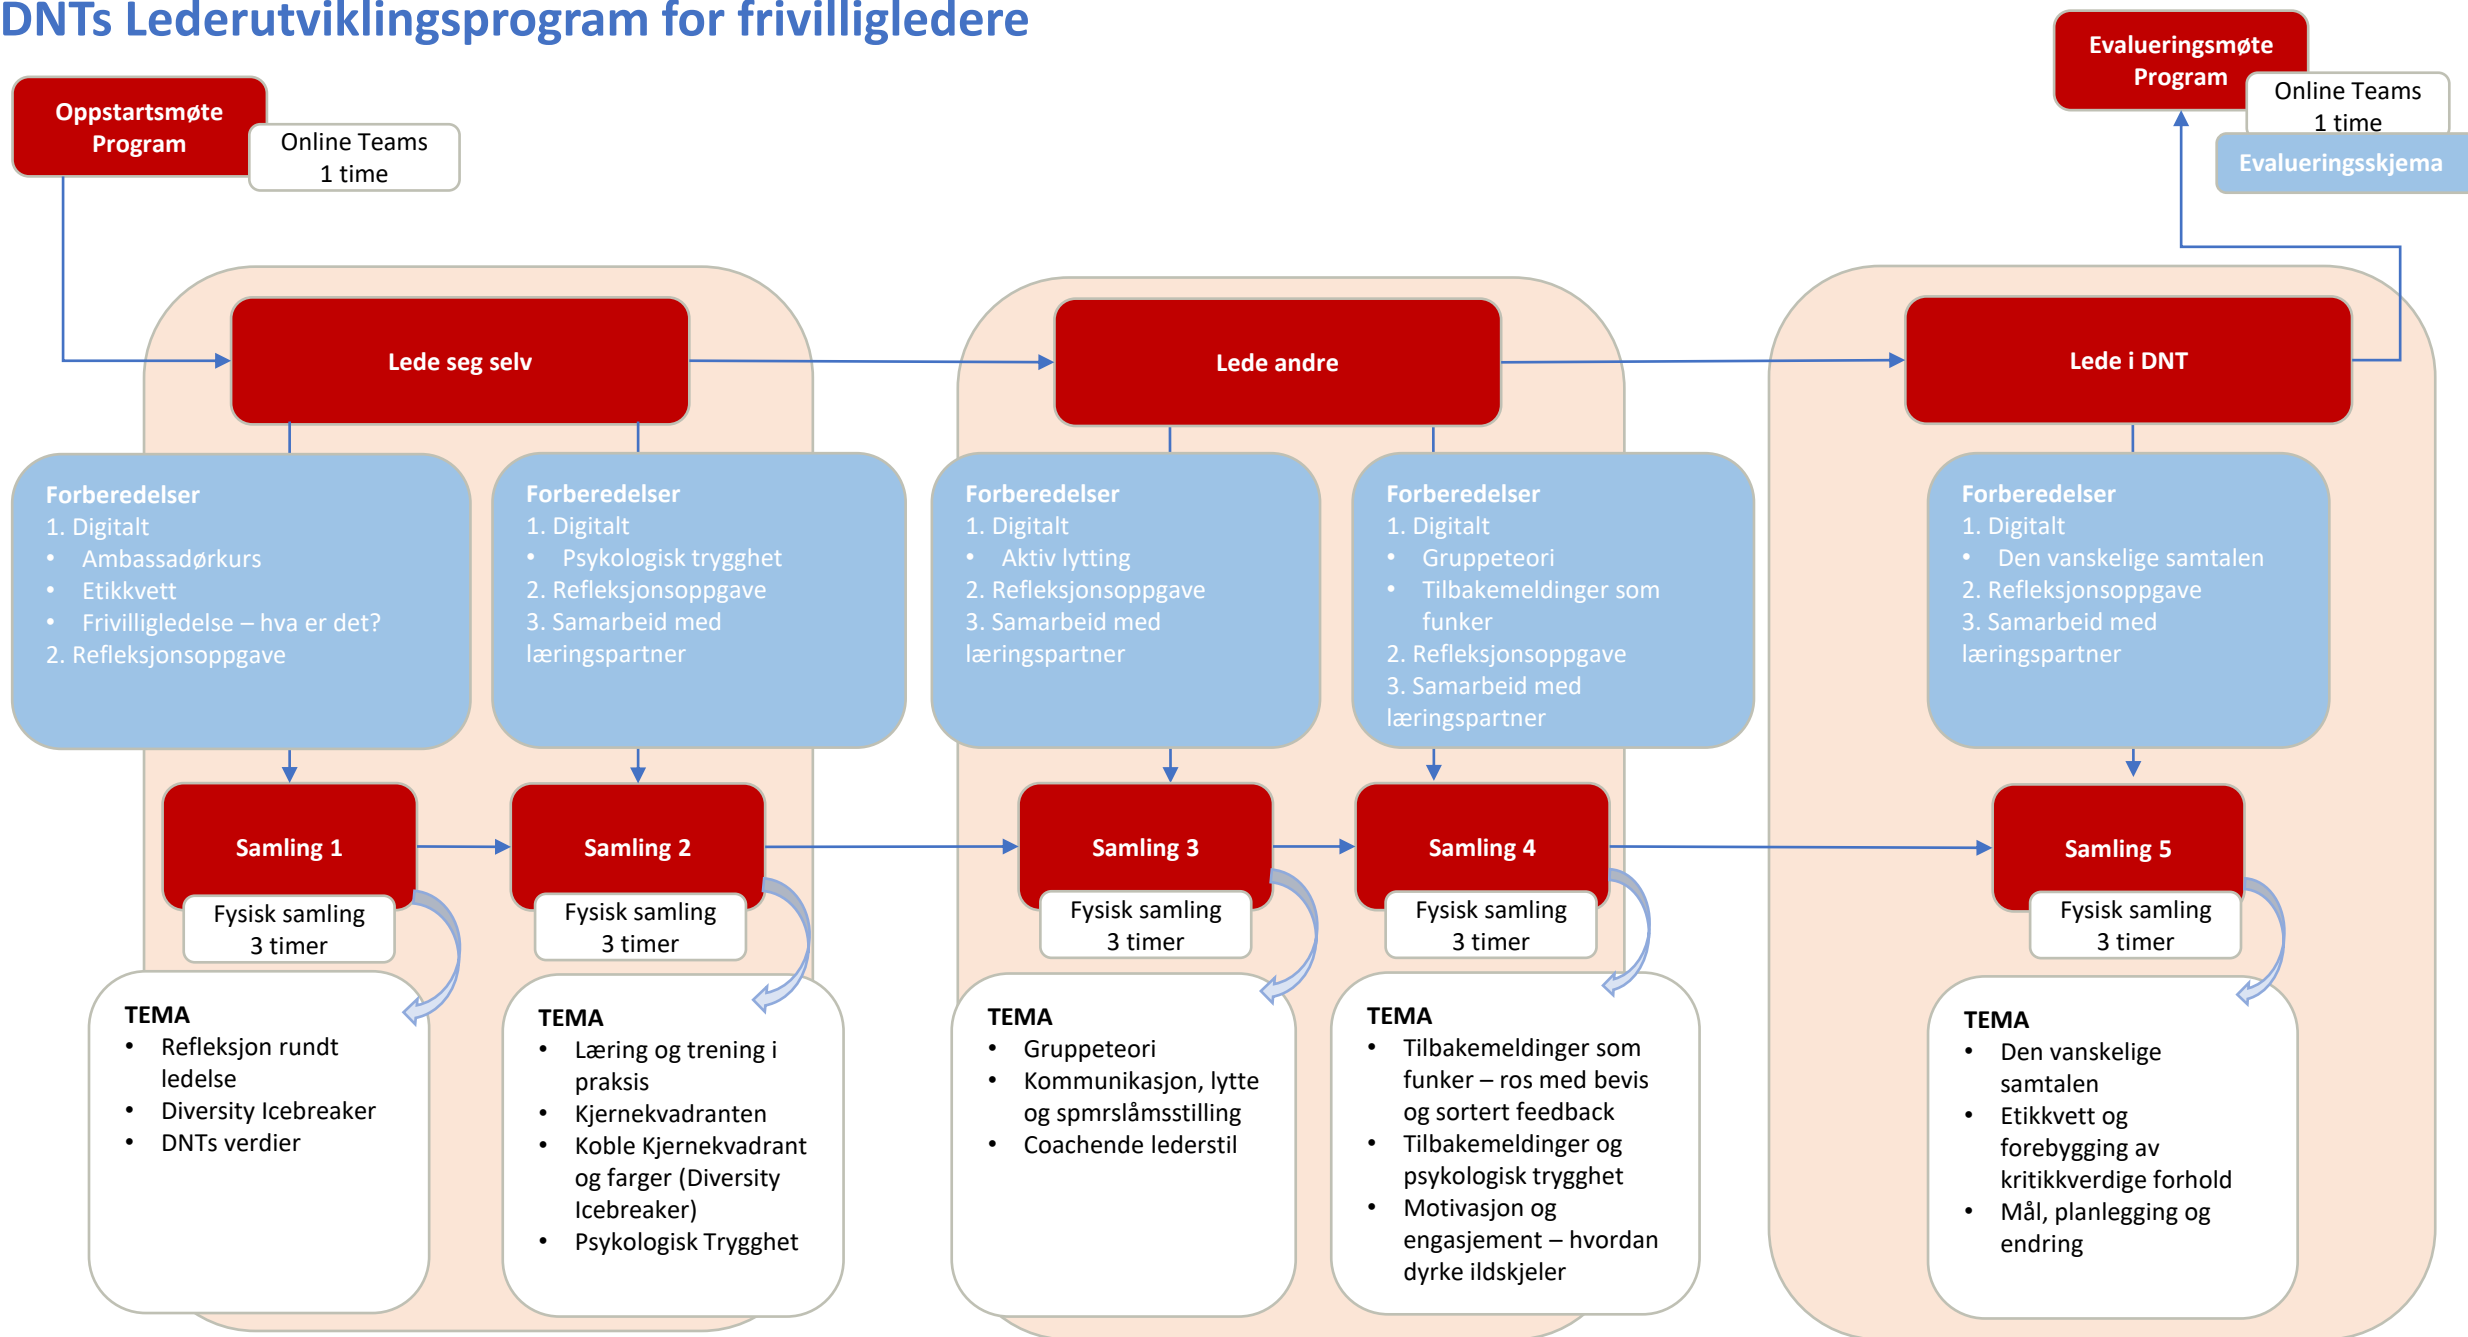 DNTs Lederutviklingsprogram for frivilligledere
Oppstartsmøte
Program
Online Teams
1 time
Evalueringsmøte
Program
Online Teams
1 time
Evalueringsskjema
Lede seg selv
Lede andre
Lede i DNT
Forberedelser
1. Digitalt
• Ambassadørkurs
• Etikkvett
• Frivilligledelse – hva er det?
2. Refleksjonsoppgave
Forberedelser
1. Digitalt
• Psykologisk trygghet
2. Refleksjonsoppgave
3. Samarbeid med
læringspartner
Forberedelser
1. Digitalt
• Aktiv lytting
2. Refleksjonsoppgave
3. Samarbeid med
læringspartner
Forberedelser
1. Digitalt
• Gruppeteori
• Tilbakemeldinger som
funker
2. Refleksjonsoppgave
3. Samarbeid med
læringspartner
Forberedelser
1. Digitalt
• Den vanskelige samtalen
2. Refleksjonsoppgave
3. Samarbeid med
læringspartner
Samling 1
Fysisk samling
3 timer
Samling 2
Fysisk samling
3 timer
Samling 3
Fysisk samling
3 timer
Samling 4
Fysisk samling
3 timer
Samling 5
Fysisk samling
3 timer
TEMA
• Refleksjon rundt
ledelse
• Diversity Icebreaker
• DNTs verdier
TEMA
• Læring og trening i
praksis
• Kjernekvadranten
• Koble Kjernekvadrant
og farger (Diversity
Icebreaker)
• Psykologisk Trygghet
TEMA
• Gruppeteori
• Kommunikasjon, lytte
og spmrslåmsstilling
• Coachende lederstil
TEMA
• Tilbakemeldinger som
funker – ros med bevis
og sortert feedback
• Tilbakemeldinger og
psykologisk trygghet
• Motivasjon og
engasjement – hvordan
dyrke ildskjeler
TEMA
• Den vanskelige
samtalen
• Etikkvett og
forebygging av
kritikkverdige forhold
• Mål, planlegging og
endring